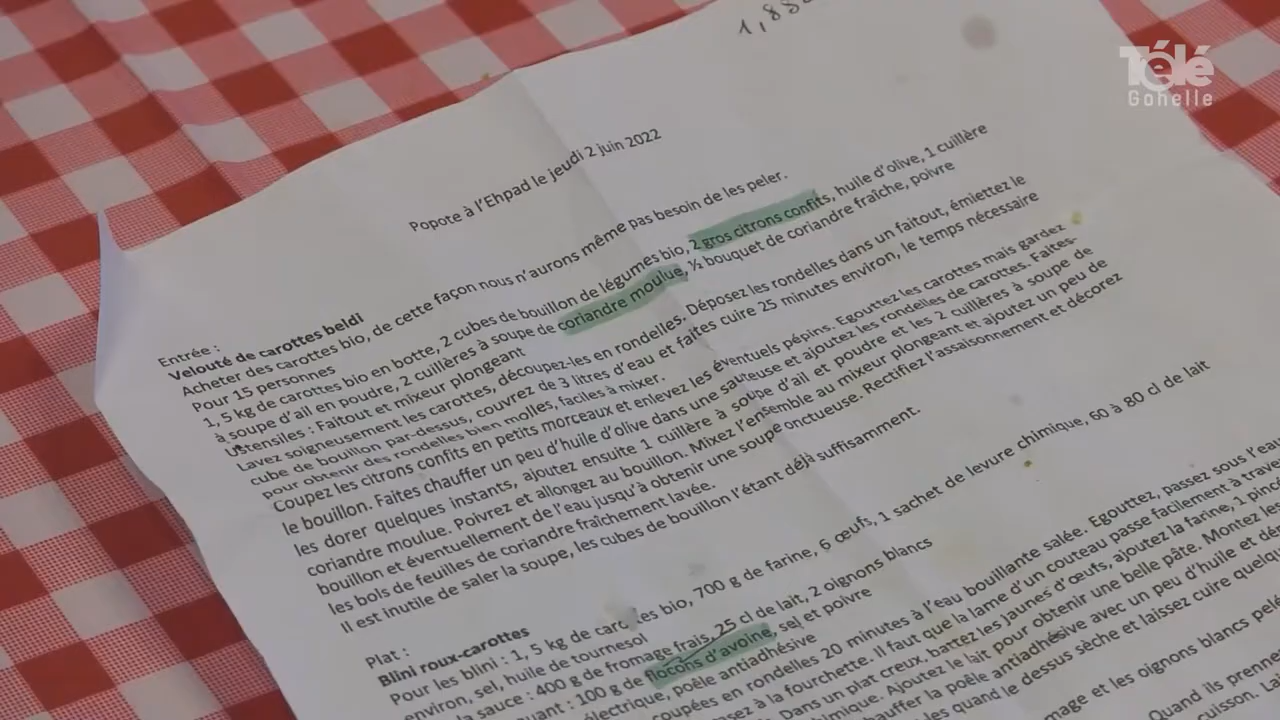 1,88
Télé
Gohelle
Popote à l'Ehpad le jeudi 2 juin 2022
Entrée :
Velouté de carottes beldi
Acheter des carottes bio, de cette façon nous n'aurons même pas besoin de les peler.
Pour 15 personnes
1, 5 kg de carottes bio en botte, 2 cubes de bouillon de légumes bio, 2 gros citrons confits, huile d'olive, 1 cuillère
à soupe d'ail en poudre, 2 cuillères à soupe de coriandre moulue, ½ bouquet de coriandre fraîche, poivre
Ustensiles : Faitout et mixeur plongeant
Lavez soigneusement les carottes, découpez-les en rondelles. Déposez les rondelles dans un faitout, émiettez le
cube de bouillon par-dessus, couvrez de 3 litres d'eau et faites cuire 25 minutes environ, le temps nécessaire
pour obtenir des rondelles bien molles, faciles à mixer.
Coupez les citrons confits en petits morceaux et enlevez les éventuels pépins. Egouttez les carottes mais gardez
le bouillon. Faites chauffer un peu d'huile d'olive dans une sauteuse et ajoutez les rondelles de carottes. Faites-
les dorer quelques instants, ajoutez ensuite 1 cuillère à soupe d'ail et poudre et les 2 cuillères à soupe de
coriandre moulue. Poivrez et allongez au bouillon. Mixez l'ensemble au mixeur plongeant et ajoutez un peu de
bouillon et éventuellement de l'eau jusqu'à obtenir une soupe onctueuse. Rectifiez l'assaisonnement et décorez
les bols de feuilles de coriandre fraîchement lavée.
Il est inutile de saler la soupe, les cubes de bouillon l'étant déjà suffisamment.
Plat :
Blini roux-carottes
Pour les blini : 1, 5 kg de carottes bio, 700 g de farine, 6 œufs, 1 sachet de levure chimique, 60 à 80 cl de lait
environ, sel, huile de tournesol
la sauce : 400 g de fromage frais, 25 cl de lait, 2 oignons blancs
quant : 100 g de flocons d'avoine, sel et poivre
électrique, poêle antiadhésive
coupées en rondelles 20 minutes à l'eau bouillante salée. Egouttez, passez sous l'eau
à la fourchette. Il faut que la lame d'un couteau passe facilement à
Dans un plat creux, battez les jaunes d'œufs, ajoutez la farine, 1
Ajoutez le lait pour obtenir une belle pâte. Montez les
la poêle antiadhésive avec un peu d'huile et
quand le dessus sèche et laissez cuire
et les oignons blancs
Quand ils